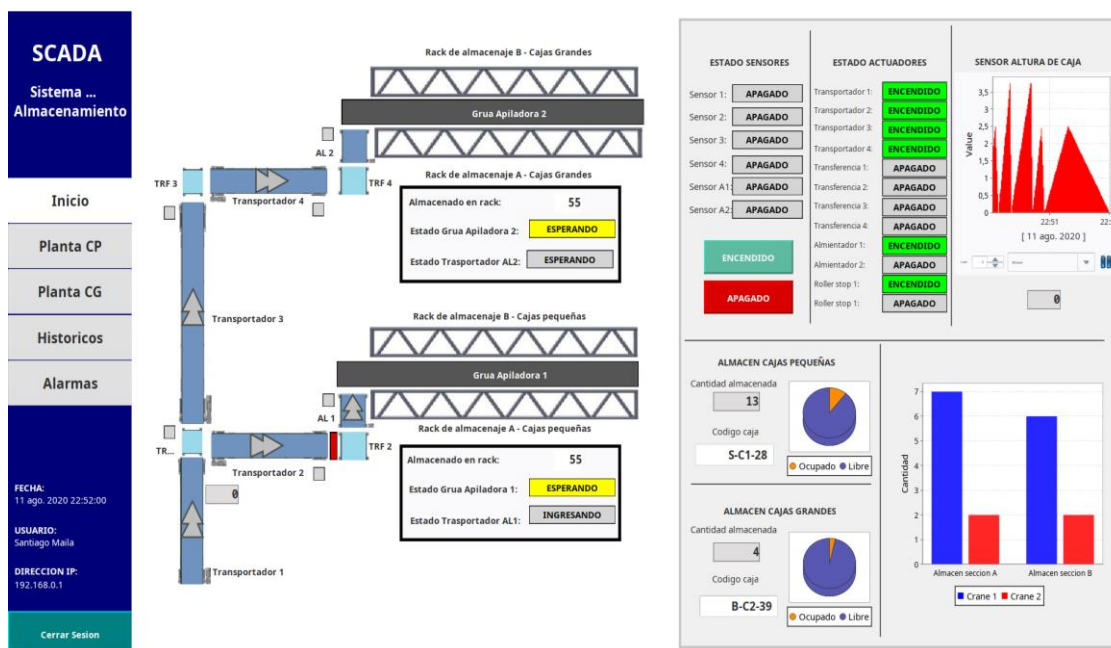 SCADA
Sistema ...
Almacenamiento
Inicio
Planta CP
Planta CG
Historicos
Alarmas
FECHA:
11 ago. 2020 22:52:00
USUARIO:
Santiago Maila
DIRECCION IP:
192.168.0.1
Cerrar Sesion
Rack de almacenaje B - Cajas Grandes
Grua Apiladora 2
AL 2
Rack de almacenaje A - Cajas Grandes
TRF 3
TRF 4
Transportador 4
Almacenado en rack: 55
Estado Grua Apiladora 2: ESPERANDO
Estado Trasportador AL2: ESPERANDO
Transportador 3
Rack de almacenaje B - Cajas pequeñas
Grua Apiladora 1
AL 1
Rack de almacenaje A - Cajas pequeñas
TR...
TRF 2
Transportador 2
0
Almacenado en rack: 55
Estado Grua Apiladora 1: ESPERANDO
Estado Trasportador AL1: INGRESANDO
Transportador 1
ESTADO SENSORES
Sensor 1: APAGADO
Sensor 2: APAGADO
Sensor 3: APAGADO
Sensor 4: APAGADO
Sensor A1: APAGADO
Sensor A2: APAGADO
ENCENDIDO
APAGADO
ESTADO ACTUADORES
Transportador 1: ENCENDIDO
Transportador 2: ENCENDIDO
Transportador 3: ENCENDIDO
Transportador 4: ENCENDIDO
Transferencia 1: APAGADO
Transferencia 2: APAGADO
Transferencia 3: APAGADO
Transferencia 4: APAGADO
Almientador 1: ENCENDIDO
Almientador 2: APAGADO
Roller stop 1: ENCENDIDO
Roller stop 1: APAGADO
SENSOR ALTURA DE CAJA
Value
3,5
3
2,5
2
1,5
1
0,5
0
22:51
22:
[ 11 ago. 2020 ]
0
ALMACEN CAJAS PEQUEÑAS
Cantidad almacenada
13
Codigo caja
S-C1-28
Ocupado Libre
ALMACEN CAJAS GRANDES
Cantidad almacenada
4
Codigo caja
B-C2-39
Ocupado Libre
Cantidad
7
6
5
4
3
2
1
0
Almacen seccion A Almacen seccion B
Crane 1 Crane 2